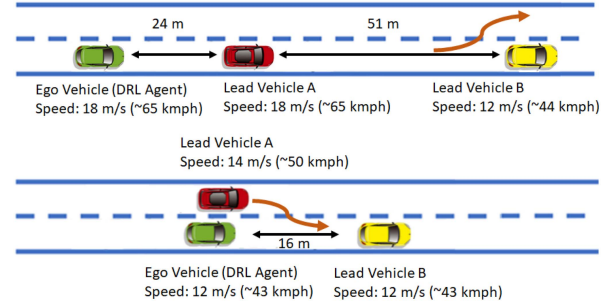 24 m
51 m
Ego Vehicle (DRL Agent)
Speed: 18 m/s (~65 kmph)
Lead Vehicle A
Speed: 18 m/s (~65 kmph)
Lead Vehicle B
Speed: 12 m/s (~44 kmph)
Lead Vehicle A
Speed: 14 m/s (~50 kmph)
16 m
Ego Vehicle (DRL Agent)
Speed: 12 m/s (~43 kmph)
Lead Vehicle B
Speed: 12 m/s (~43 kmph)